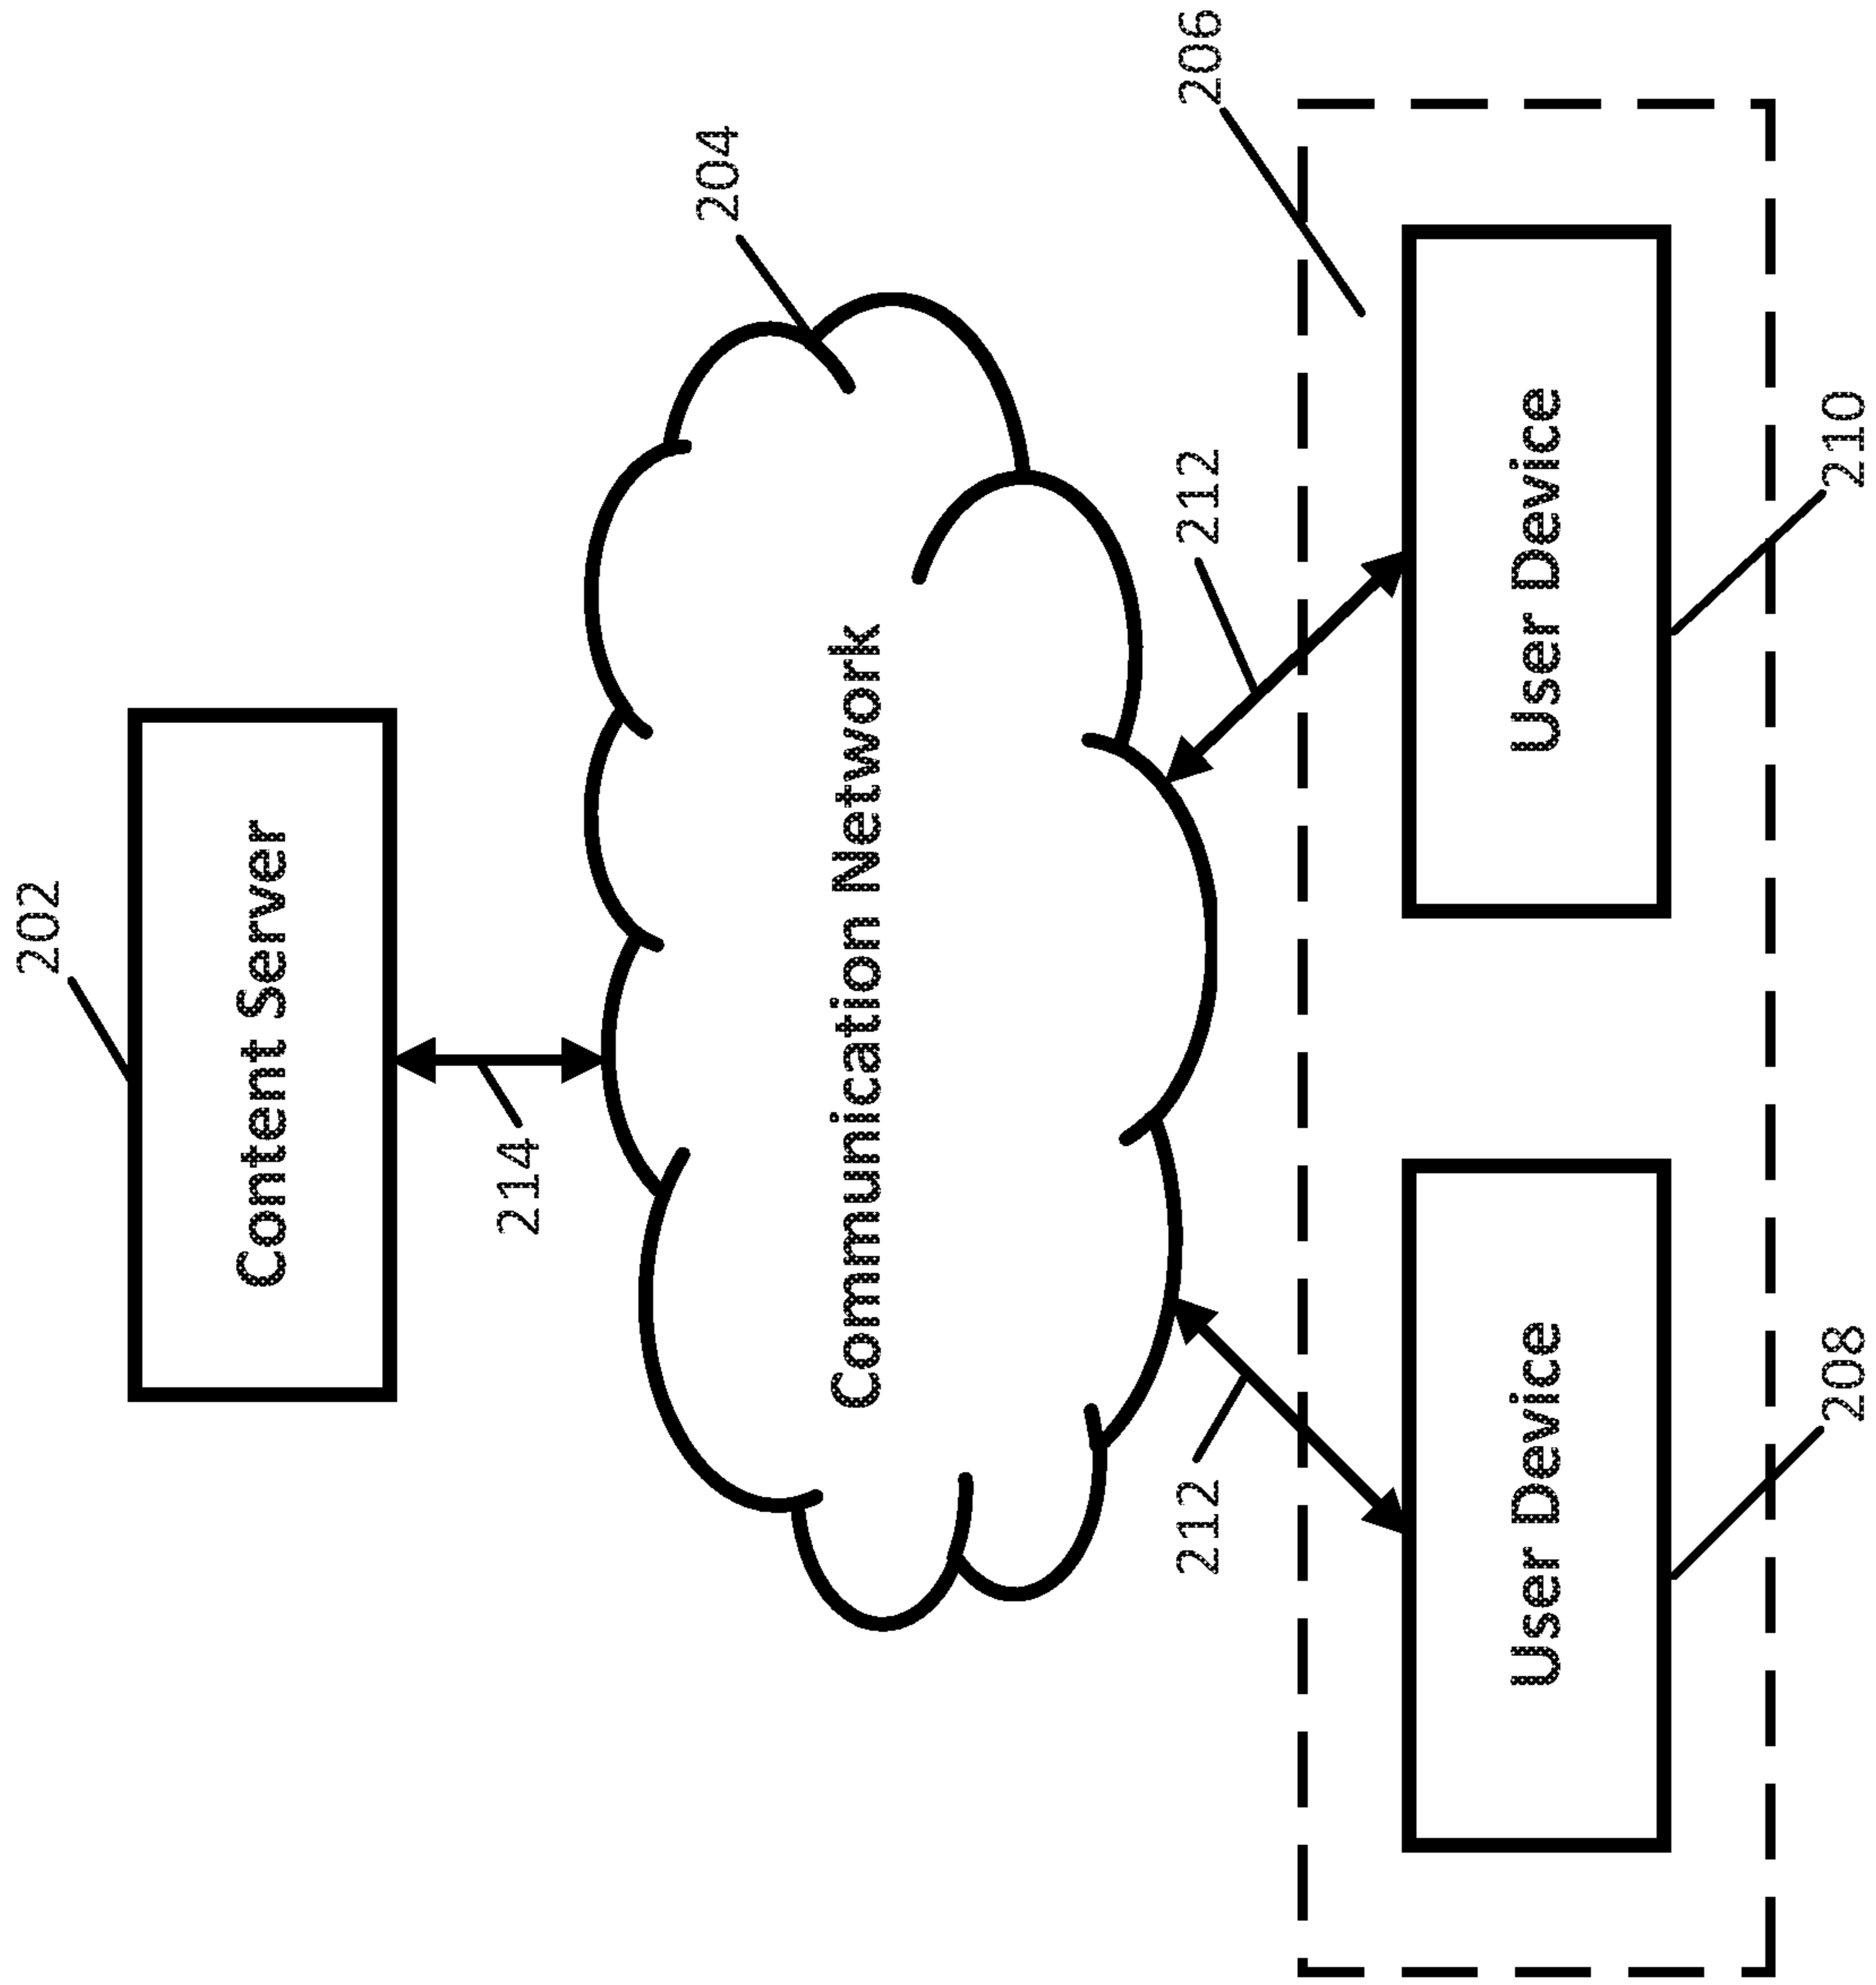 202
Content Server
214
204
Communication Network
212
212
206
User Device
User Device
208
210